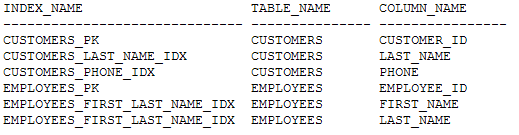 INDEX_NAME                     TABLE_NAME      COLUMN_NAME
------------------------------ --------------- ----------------
CUSTOMERS_PK                   CUSTOMERS       CUSTOMER_ID
CUSTOMERS_LAST_NAME_IDX        CUSTOMERS       LAST_NAME
CUSTOMERS_PHONE_IDX            CUSTOMERS       PHONE
EMPLOYEES_PK                   EMPLOYEES       EMPLOYEE_ID
EMPLOYEES_FIRST_LAST_NAME_IDX  EMPLOYEES       FIRST_NAME
EMPLOYEES_FIRST_LAST_NAME_IDX  EMPLOYEES       LAST_NAME